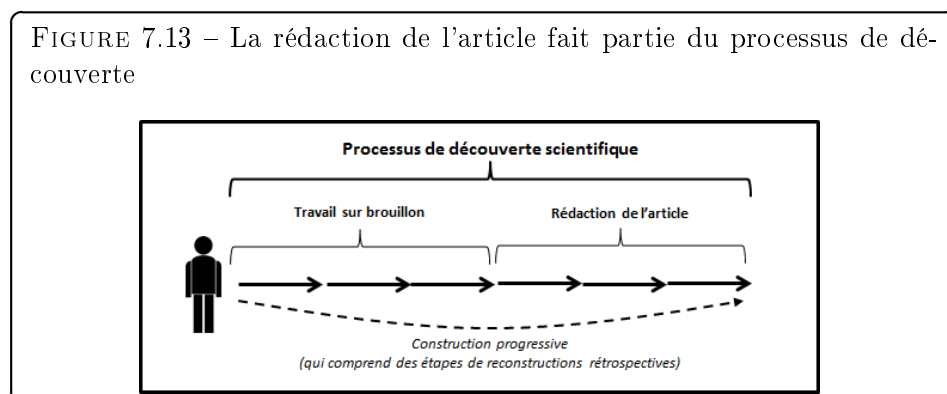 FIGURE 7.13 – La rédaction de l'article fait partie du processus de dé-
couverte
Processus de découverte scientifique
Travail sur brouillon
Rédaction de l'article
Construction progressive
(qui comprend des étapes de reconstructions rétrospectives)